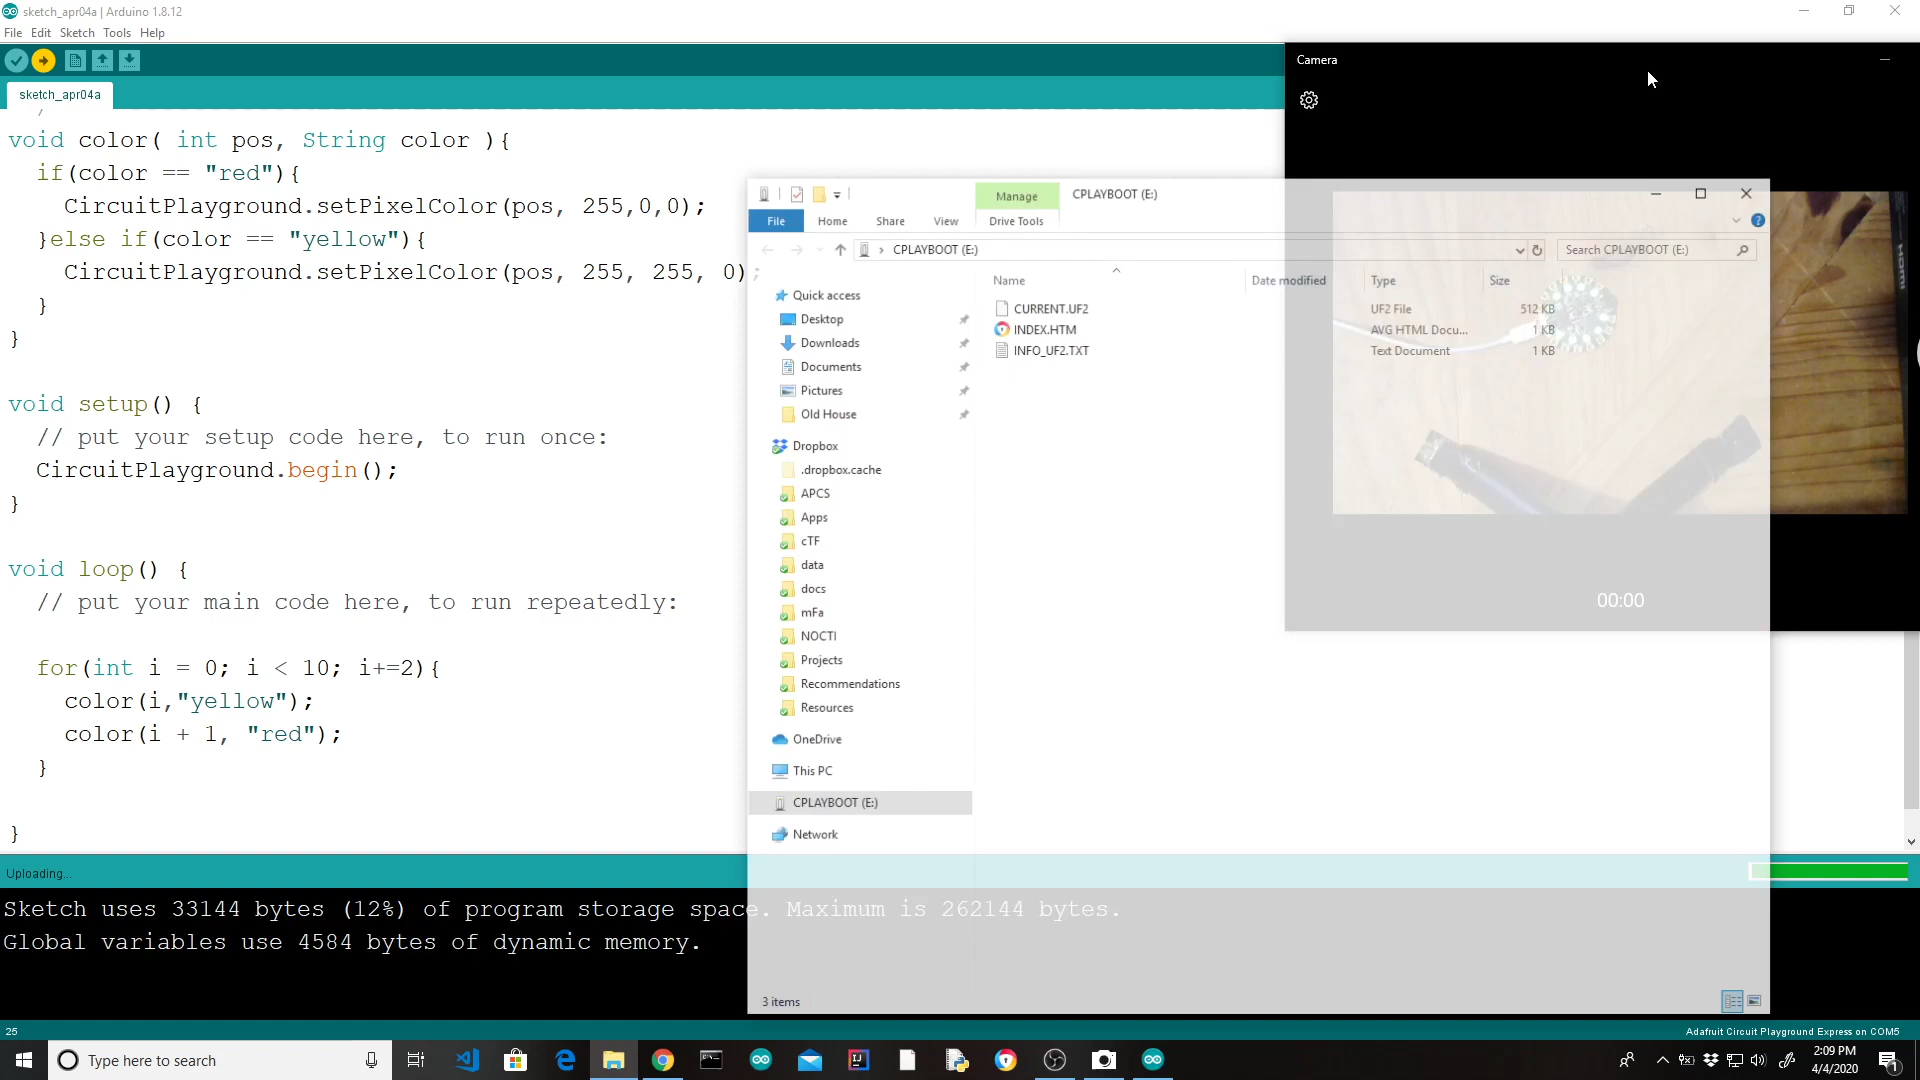 sketch_apr04a | Arduino 1.8.12
File Edit Sketch Tools Help
sketch_apr04a
void color( int pos, String color ){
if(color == "red"){
CircuitPlayground.setPixelColor(pos, 255,0,0);
}else if(color == "yellow"){
CircuitPlayground.setPixelColor(pos, 255, 255, 0);
}
}
void setup() {
// put your setup code here, to run once:
CircuitPlayground.begin();
}
void loop() {
// put your main code here, to run repeatedly:
for(int i = 0; i < 10; i+=2){
color(i,"yellow");
color(i + 1, "red");
}
}
Uploading...
Sketch uses 33144 bytes (12%) of program storage space. Maximum is 262144 bytes.
Global variables use 4584 bytes of dynamic memory.
25
Adafruit Circuit Playground Express on COM5
Camera
00:00
Manage
CPLAYBOOT (E:)
File Home Share View Drive Tools
CPLAYBOOT (E:)
Search CPLAYBOOT (E:)
Name Date modified Type Size
CURRENT.UF2 UF2 File 512 KB
INDEX.HTM AVG HTML Docu... 1 KB
INFO_UF2.TXT Text Document 1 KB
Quick access
Desktop
Downloads
Documents
Pictures
Old House
Dropbox
.dropbox.cache
APCS
Apps
cTF
data
docs
mFa
NOCTI
Projects
Recommendations
Resources
OneDrive
This PC
CPLAYBOOT (E:)
Network
3 items
HDMI
Type here to search
2:09 PM
4/4/2020
1